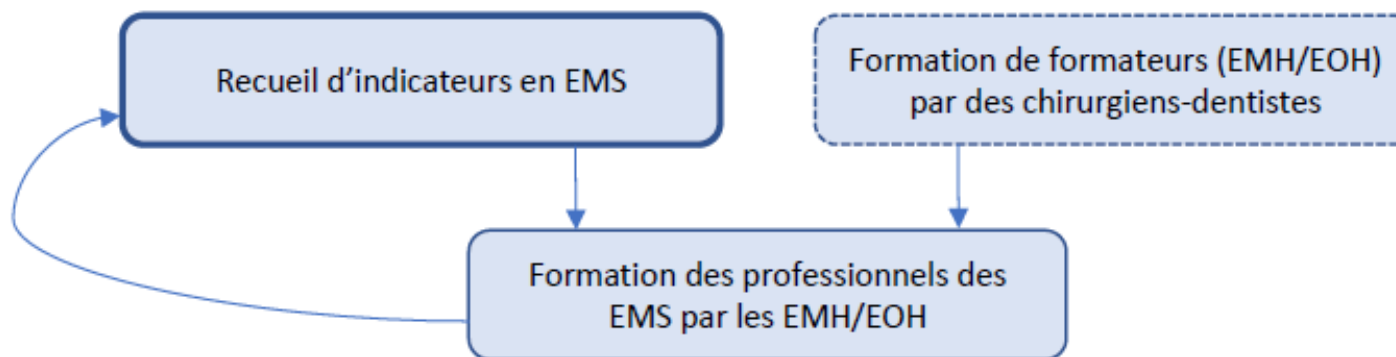 Recueil d’indicateurs en EMS
Formation de formateurs (EMH/EOH)
par des chirurgiens-dentistes
Formation des professionnels des
EMS par les EMH/EOH